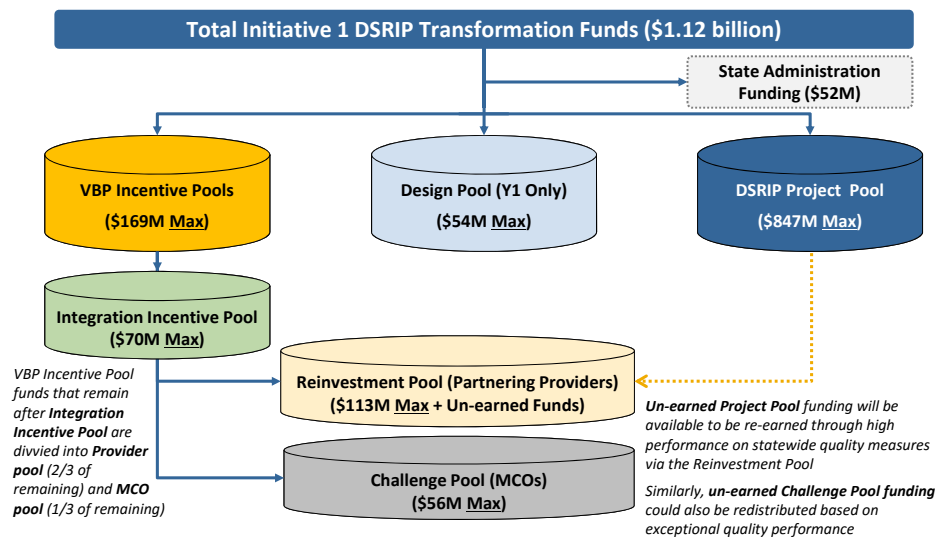 Total Initiative 1 DSRIP Transformation Funds ($1.12 billion)
State Administration
Funding ($52M)
VBP Incentive Pools
($169M Max)
Design Pool (Y1 Only)
($54M Max)
DSRIP Project Pool
($847M Max)
Integration Incentive Pool
($70M Max)
VBP Incentive Pool
funds that remain
after Integration
Incentive Pool are
divvied into Provider
pool (2/3 of
remaining) and MCO
pool (1/3 of remaining)
Reinvestment Pool (Partnering Providers)
($113M Max + Un-earned Funds)
Challenge Pool (MCOs)
($56M Max)
Un-earned Project Pool funding will be
available to be re-earned through high
performance on statewide quality measures
via the Reinvestment Pool
Similarly, un-earned Challenge Pool funding
could also be redistributed based on
exceptional quality performance